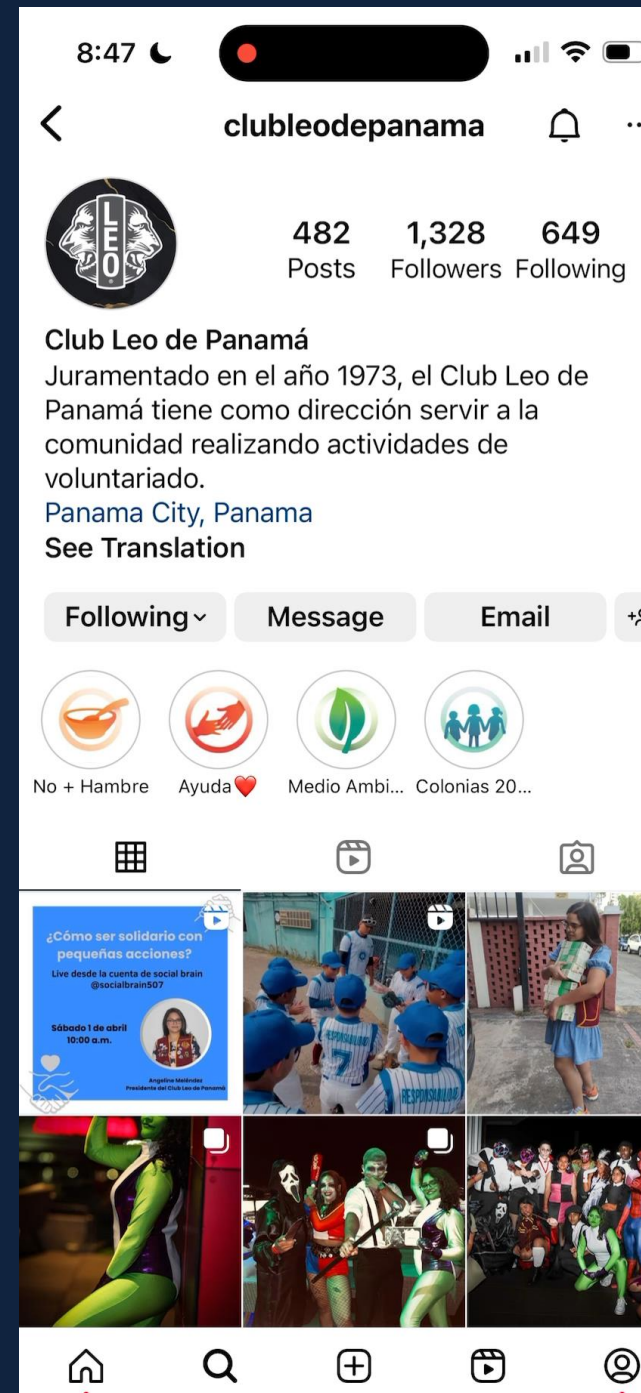 8:47
clubleodepanama
LEO
482 1,328 649
Posts Followers Following
Club Leo de Panamá
Juramentado en el año 1973, el Club Leo de
Panamá tiene como dirección servir a la
comunidad realizando actividades de
voluntariado.
Panama City, Panama
See Translation
Following Message Email
No + Hambre Ayuda❤️ Medio Ambi... Colonias 20...
¿Cómo ser solidario con
pequeñas acciones?
Live desde la cuenta de social brain
@socialbrain507
Sábado 1 de abril
10:00 a.m.
Angeline Meléndez
Presidente del Club Leo de Panamá
RESPONSABILIDAD
7